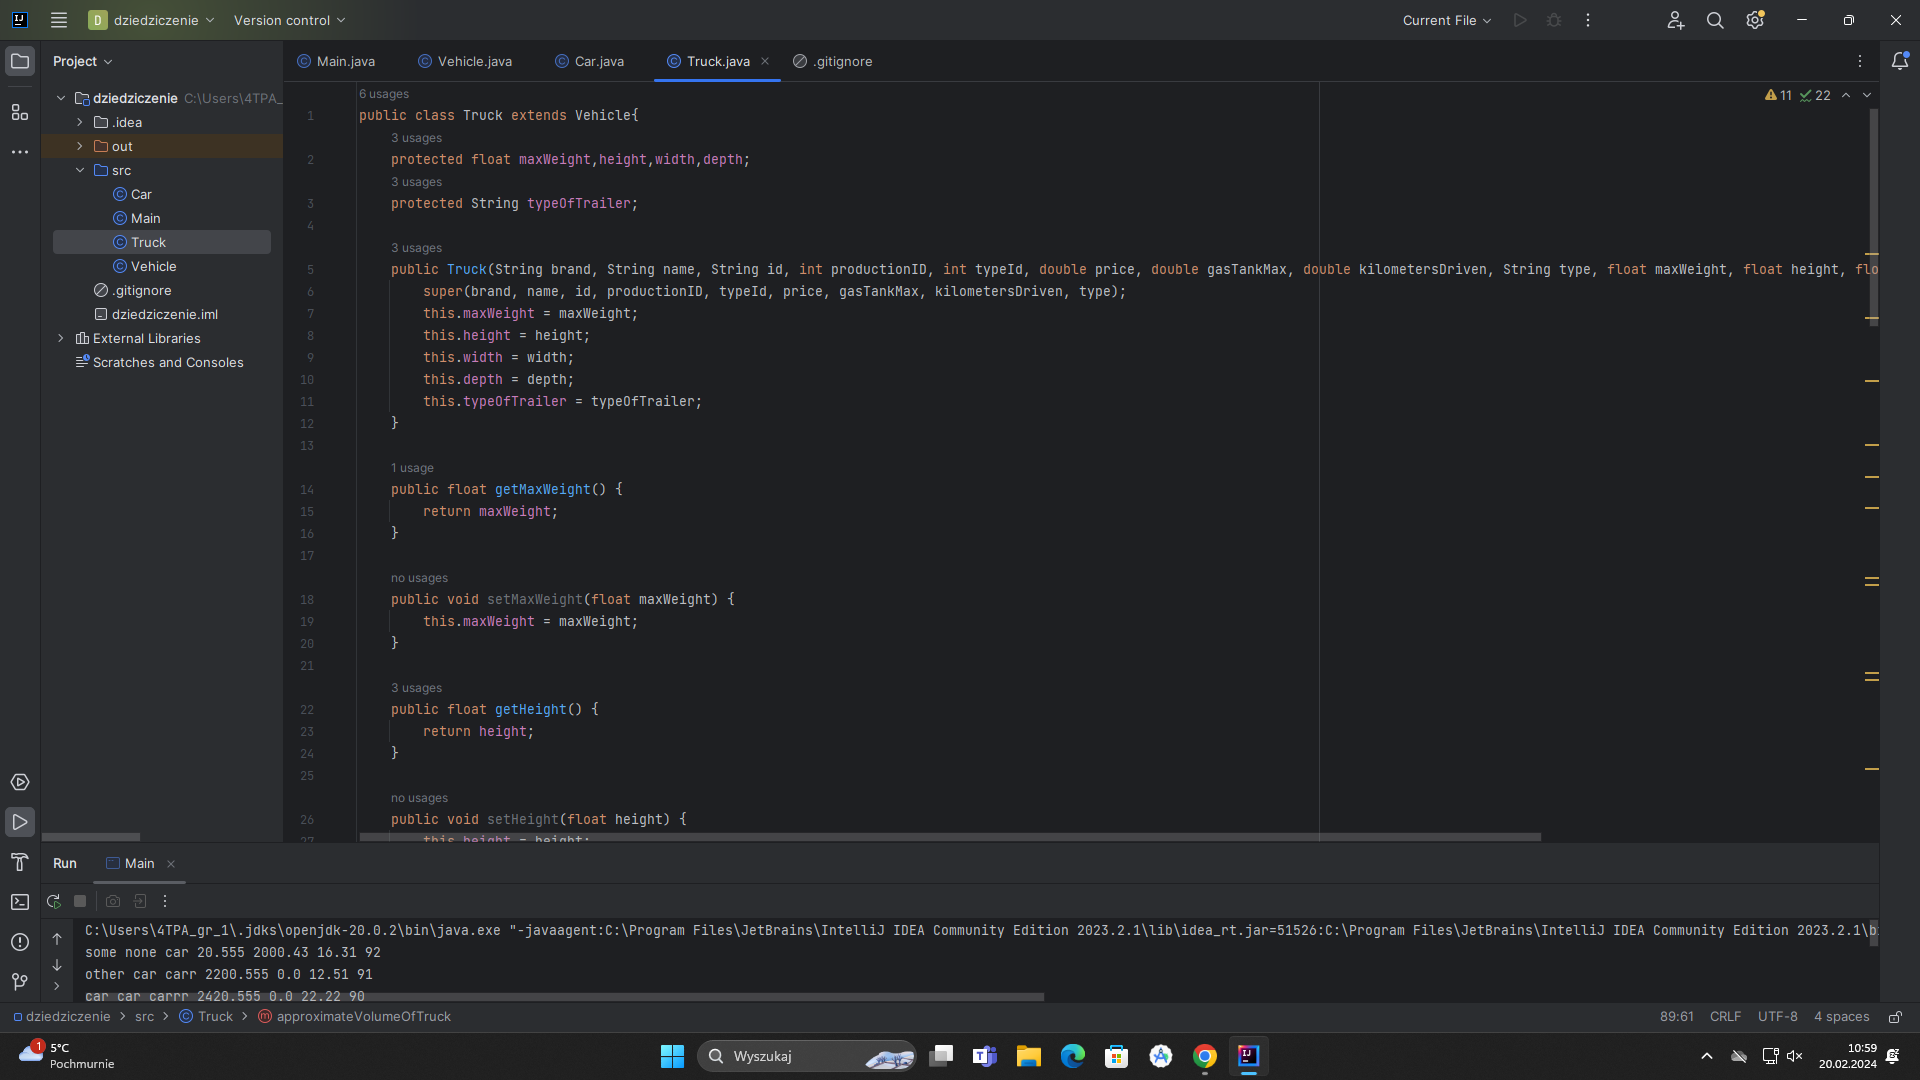 D dziedziczenie Version control Current File
Project
Main.java Vehicle.java Car.java Truck.java .gitignore
dziedziczenie C:\Users\4TPA_
.idea
out
src
Car
Main
Truck
Vehicle
.gitignore
dziedziczenie.iml
External Libraries
Scratches and Consoles
11 22
6 usages
1 public class Truck extends Vehicle{
3 usages
2 protected float maxWeight,height,width,depth;
3 usages
3 protected String typeOfTrailer;
4
3 usages
5 public Truck(String brand, String name, String id, int productionID, int typeId, double price, double gasTankMax, double kilometersDriven, String type, float maxWeight, float height, flo
6 super(brand, name, id, productionID, typeId, price, gasTankMax, kilometersDriven, type);
7 this.maxWeight = maxWeight;
8 this.height = height;
9 this.width = width;
10 this.depth = depth;
11 this.typeOfTrailer = typeOfTrailer;
12 }
13
1 usage
14 public float getMaxWeight() {
15 return maxWeight;
16 }
17
no usages
18 public void setMaxWeight(float maxWeight) {
19 this.maxWeight = maxWeight;
20 }
21
3 usages
22 public float getHeight() {
23 return height;
24 }
25
no usages
26 public void setHeight(float height) {
27 this.height = height;
Run Main
C:\Users\4TPA_gr_1\.jdks\openjdk-20.0.2\bin\java.exe "-javaagent:C:\Program Files\JetBrains\IntelliJ IDEA Community Edition 2023.2.1\lib\idea_rt.jar=51526:C:\Program Files\JetBrains\IntelliJ IDEA Community Edition 2023.2.1\b
some none car 20.555 2000.43 16.31 92
other car carr 2200.555 0.0 12.51 91
car car carrr 2420.555 0.0 22.22 90
dziedziczenie > src > Truck > approximateVolumeOfTruck
89:61 CRLF UTF-8 4 spaces
1 5°C
Pochmurnie
Wyszukaj
10:59
20.02.2024